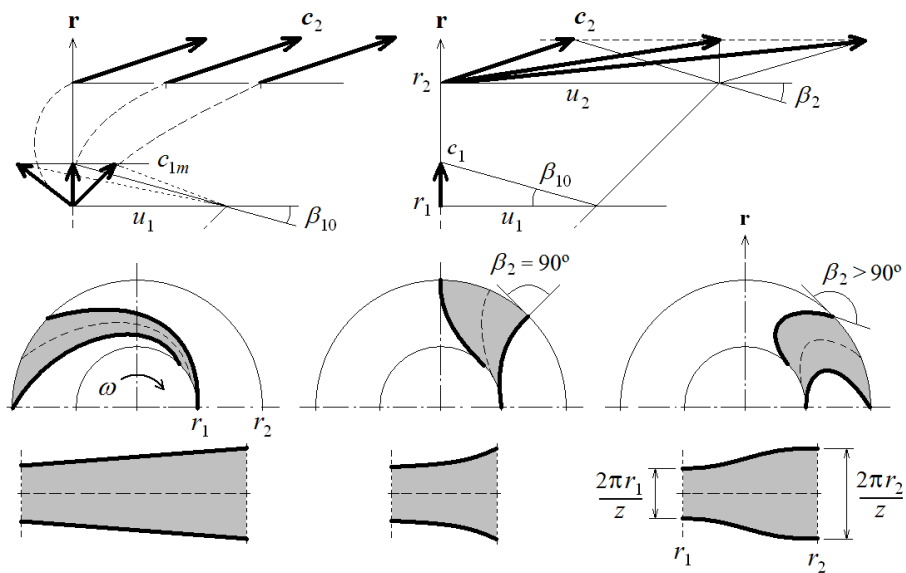 r
c₂
c₁ₘ
u₁
β₁₀
r
c₂
r₂
u₂
β₂
c₁
β₁₀
r₁
u₁
ω
r₁
r₂
β₂ = 90º
r
β₂ > 90º
2πr₁
z
2πr₂
z
r₁
r₂